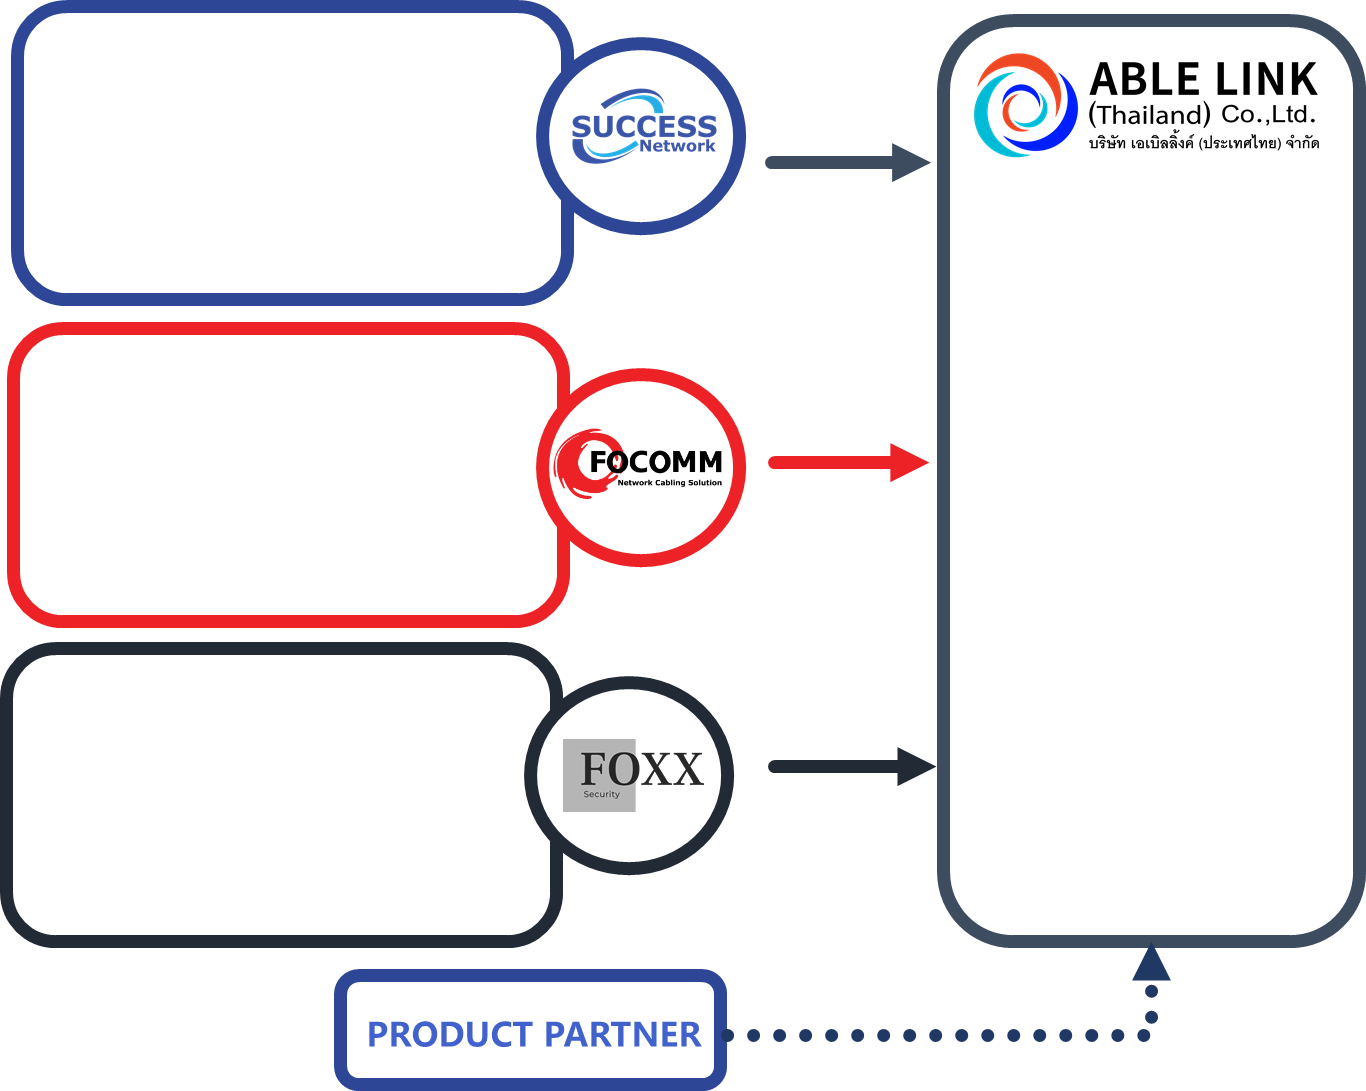 SUCCESS
Network
ABLE LINK
(Thailand) Co.,Ltd.
บริษัท เอเบิลลิ้งค์ (ประเทศไทย) จำกัด
FOCOMM
Network Cabling Solution
FOXX
Security
PRODUCT PARTNER